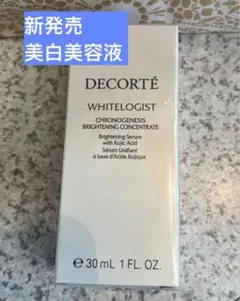 新発売
美白美容液
DECORTÉ
WHITELOGIST
CHRONOGENESIS
BRIGHTENING CONCENTRATE
Brightening Serum
with Kojic Acid
Sérum Unifiant
à base d'Acide Kojique
℮ 30 mL 1 FL. OZ.